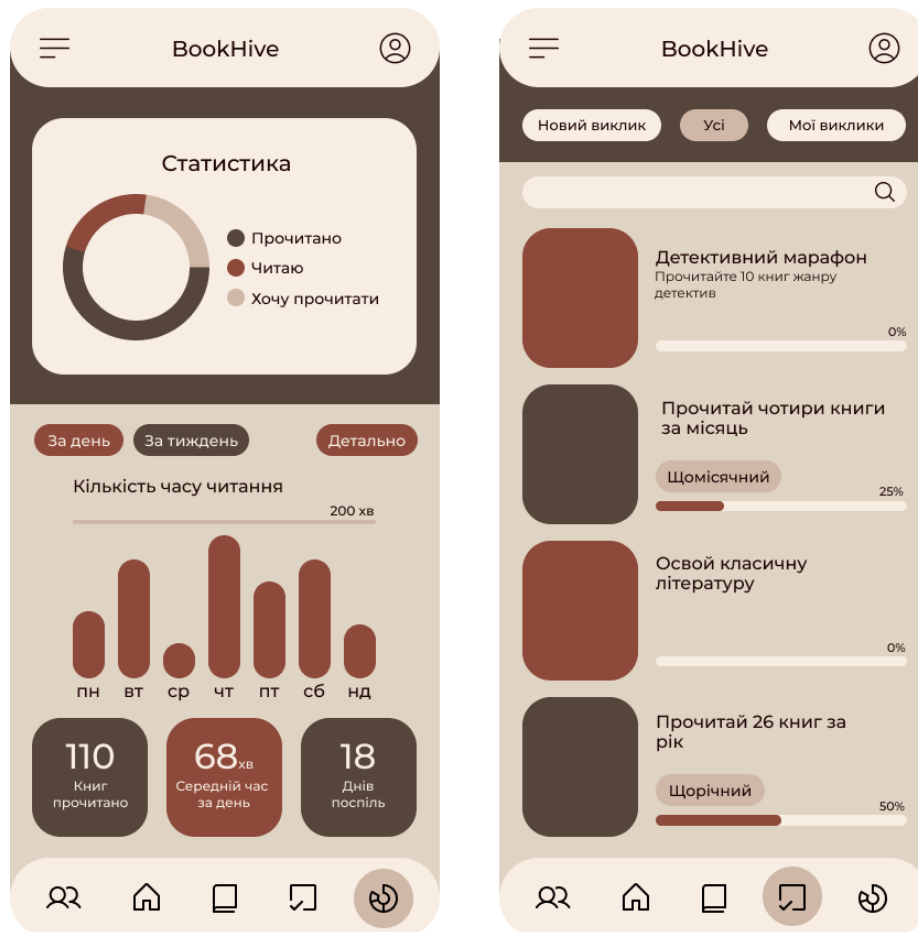 BookHive
Статистика
Прочитано
Читаю
Хочу прочитати
За день
За тиждень
Детально
Кількість часу читання
200 хв
пн
вт
ср
чт
пт
сб
нд
110
Книг
прочитано
68хв
Середній час
за день
18
Днів
поспіль
BookHive
Новий виклик
Усі
Мої виклики
Детективний марафон
Прочитайте 10 книг жанру
детектив
0%
Прочитай чотири книги
за місяць
Щомісячний
25%
Освой класичну
літературу
0%
Прочитай 26 книг за
рік
Щорічний
50%